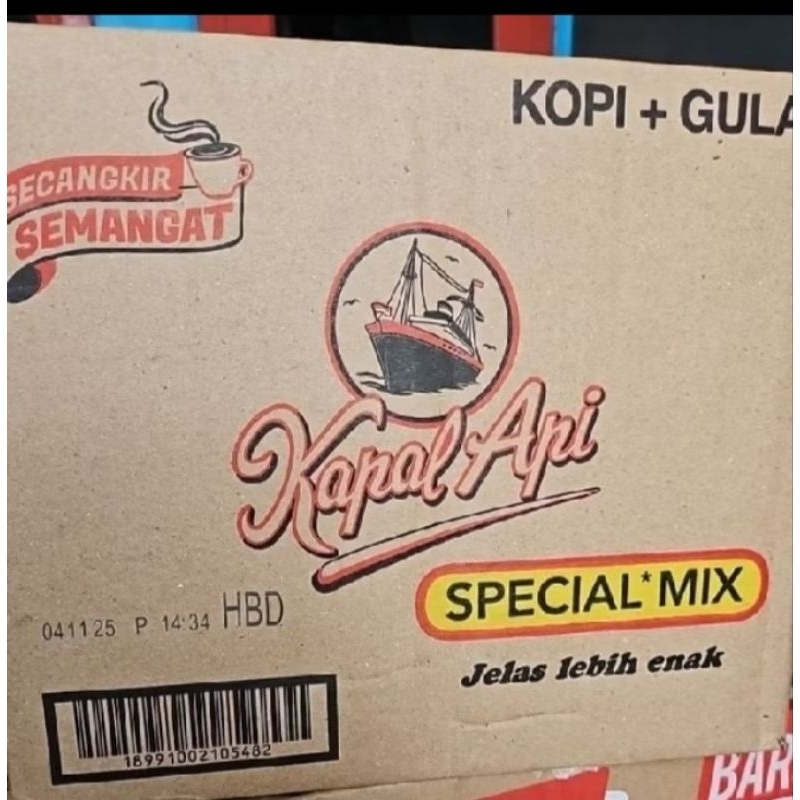 KOPI + GULA
SECANGKIR
SEMANGAT
Kapal Api
SPECIAL* MIX
Jelas lebih enak
041125 P 14:34 HBD
18991002105482
BAR